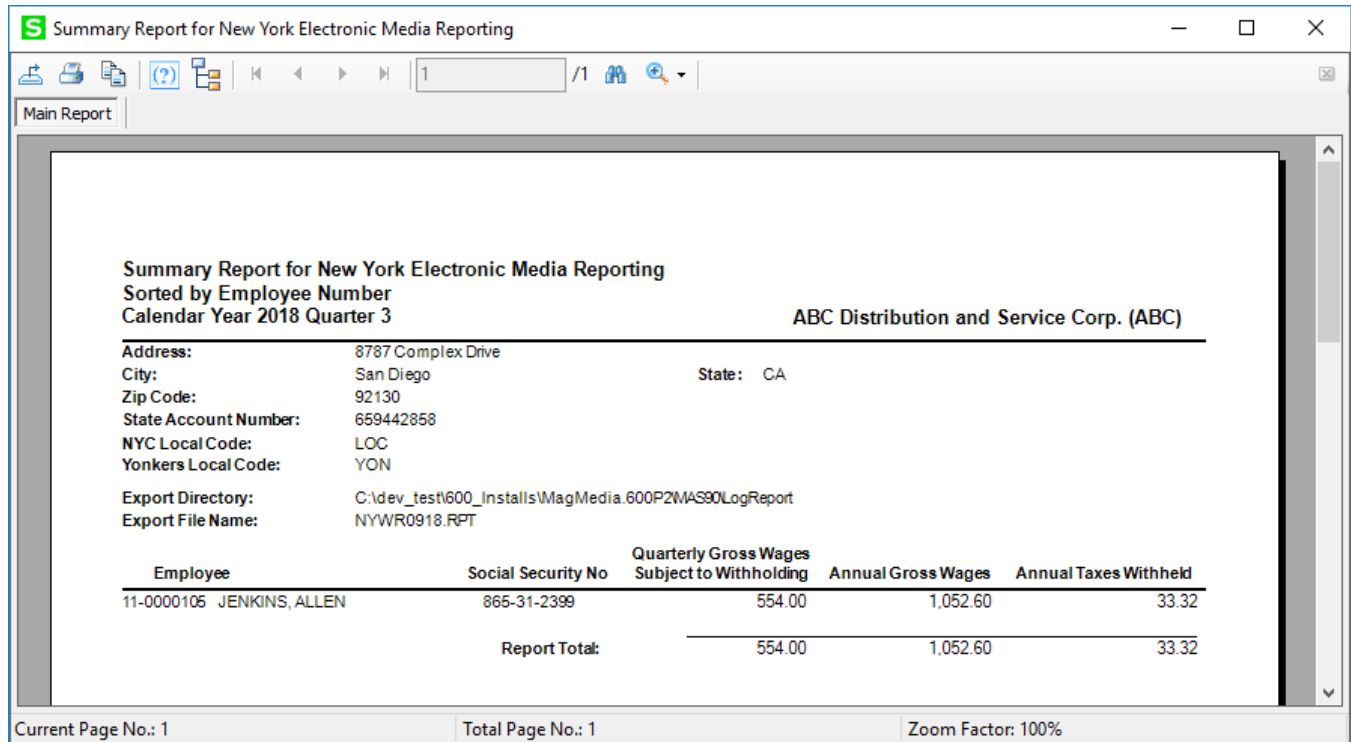 S Summary Report for New York Electronic Media Reporting
(?) 1 /1
Main Report
Summary Report for New York Electronic Media Reporting
Sorted by Employee Number
Calendar Year 2018 Quarter 3 ABC Distribution and Service Corp. (ABC)
Address: 8787 Complex Drive
City: San Diego State: CA
Zip Code: 92130
State Account Number: 659442858
NYC Local Code: LOC
Yonkers Local Code: YON
Export Directory: C:\dev_test\600_Installs\MagMedia.600P2\MAS90\LogReport
Export File Name: NYWR0918.RPT
Quarterly Gross Wages
Employee Social Security No Subject to Withholding Annual Gross Wages Annual Taxes Withheld
11-0000105 JENKINS, ALLEN 865-31-2399 554.00 1,052.60 33.32
Report Total: 554.00 1,052.60 33.32
Current Page No.: 1 Total Page No.: 1 Zoom Factor: 100%